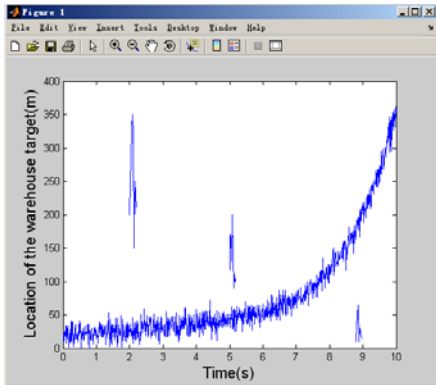 Figure 1
File Edit View Insert Tools Desktop Window Help
400
350
300
250
200
150
100
50
0
0 1 2 3 4 5 6 7 8 9 10
Location of the warehouse target(m)
Time(s)